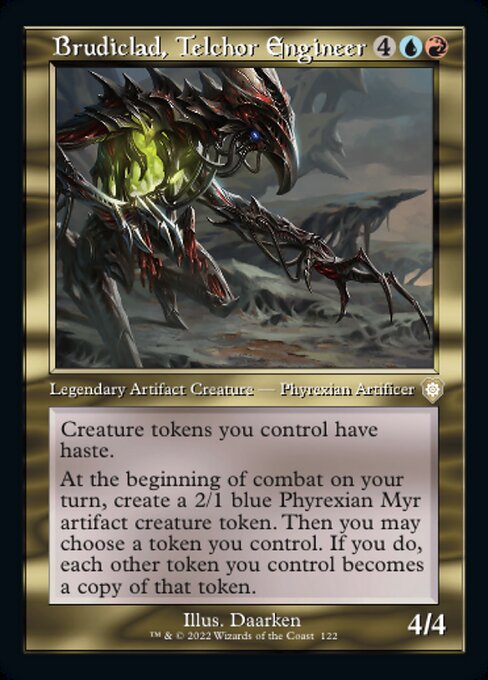 Brudiclad, Telchor Engineer 4
Legendary Artifact Creature — Phyrexian Artificer
Creature tokens you control have
haste.
At the beginning of combat on your
turn, create a 2/1 blue Phyrexian Myr
artifact creature token. Then you may
choose a token you control. If you do,
each other token you control becomes
a copy of that token.
Illus. Daarken
4/4
™ & © 2022 Wizards of the Coast 122